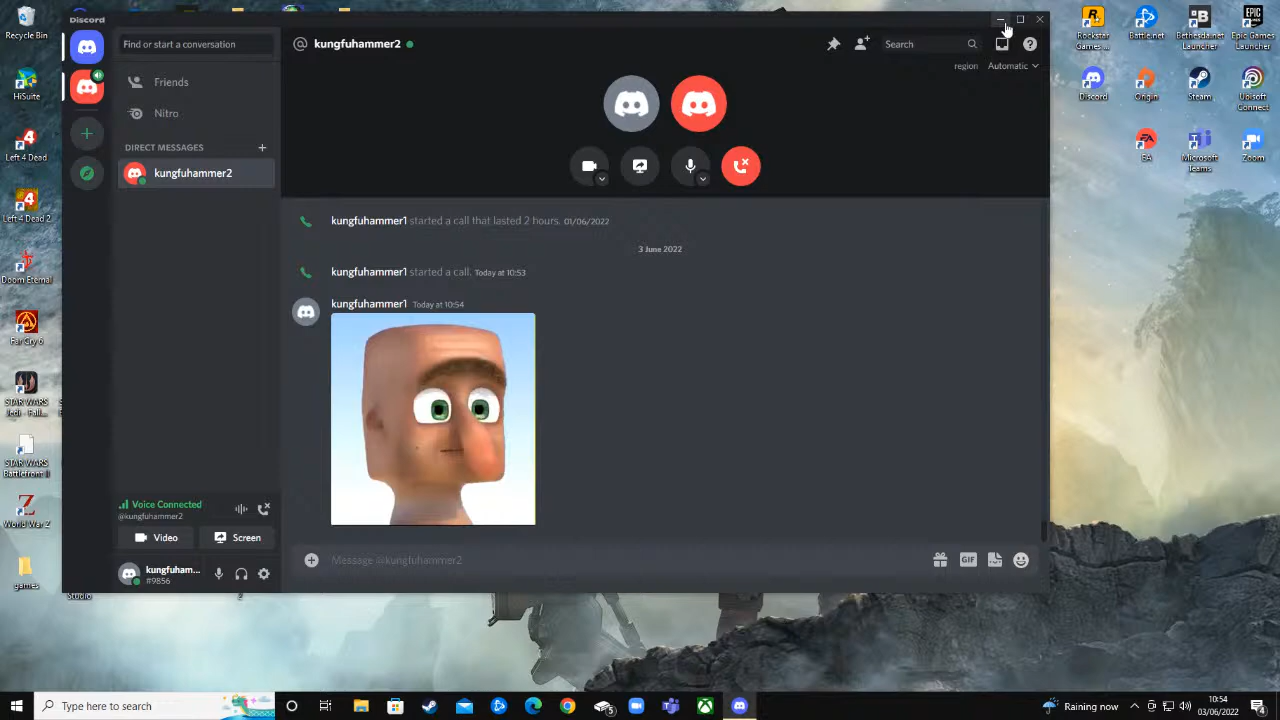 Recycle Bin
HiSuite
Left 4 Dead
Left 4 Dead 2
Doom Eternal
Far Cry 6
STAR WARS
Jedi - Fall...
STAR WARS
Battlefront II
World War Z
games
Studio
2
Discord
Find or start a conversation
Friends
Nitro
DIRECT MESSAGES
kungfuhammer2
Voice Connected
@kungfuhammer2
Video
Screen
kungfuham...
#9856
@ kungfuhammer2
Search
region Automatic
kungfuhammer1 started a call that lasted 2 hours. 01/06/2022
3 June 2022
kungfuhammer1 started a call. Today at 10:53
kungfuhammer1 Today at 10:54
Message @kungfuhammer2
GIF
Rockstar
Games ...
Battle.net
Bethesda.net
Launcher
Epic Games
Launcher
Discord
Origin
Steam
Ubisoft
Connect
EA
Microsoft
Teams
Zoom
Type here to search
Raining now
10:54
03/06/2022